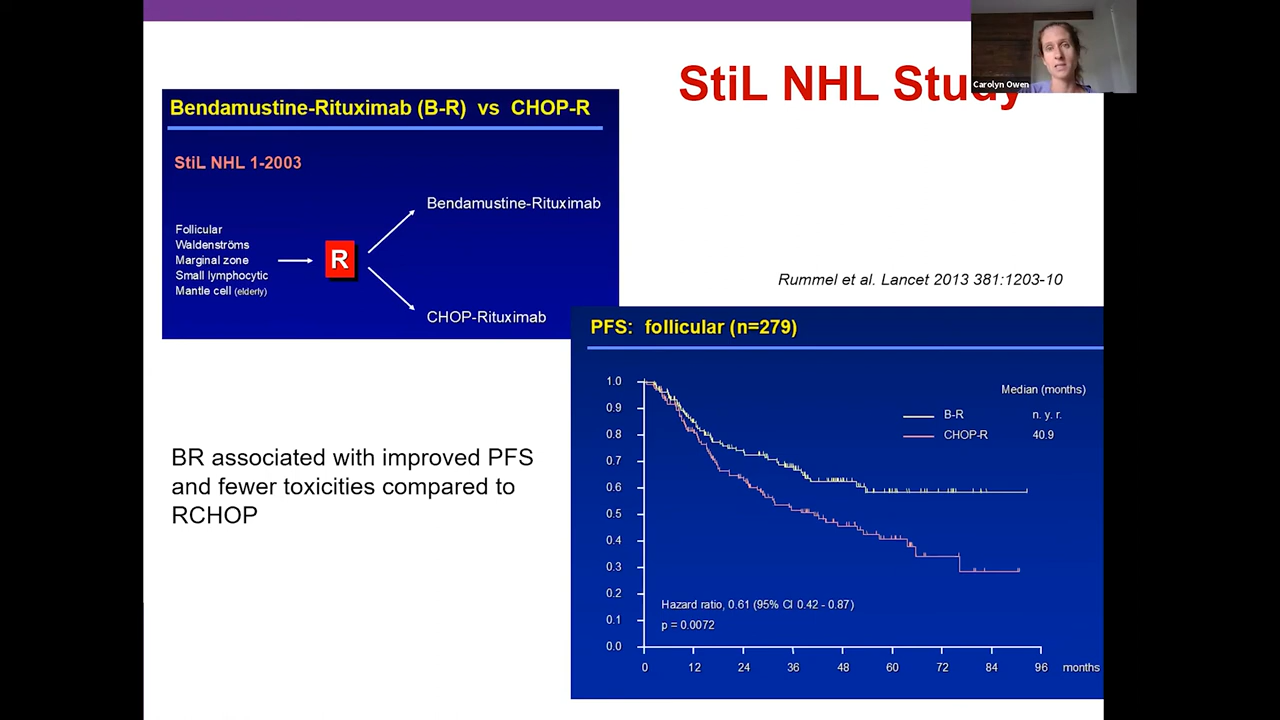 StiL NHL Study
Carolyn Owen
Bendamustine-Rituximab (B-R) vs CHOP-R
StiL NHL 1-2003
Follicular
Waldenströms
Marginal zone
Small lymphocytic
Mantle cell (elderly)
R
Bendamustine-Rituximab
CHOP-Rituximab
Rummel et al. Lancet 2013 381:1203-10
BR associated with improved PFS
and fewer toxicities compared to
RCHOP
PFS: follicular (n=279)
Median (months)
B-R n. y. r.
CHOP-R 40.9
1.0
0.9
0.8
0.7
0.6
0.5
0.4
0.3
0.2
0.1
0.0
Hazard ratio, 0.61 (95% CI 0.42 - 0.87)
p = 0.0072
0 12 24 36 48 60 72 84 96 months